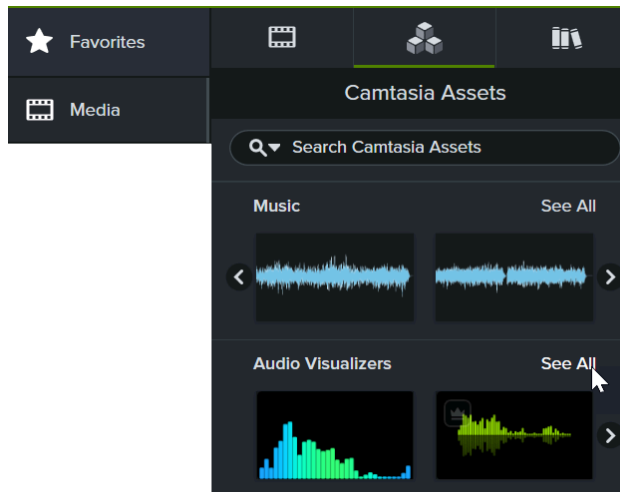 Favorites
Media
Camtasia Assets
Search Camtasia Assets
Music See All
Audio Visualizers See All